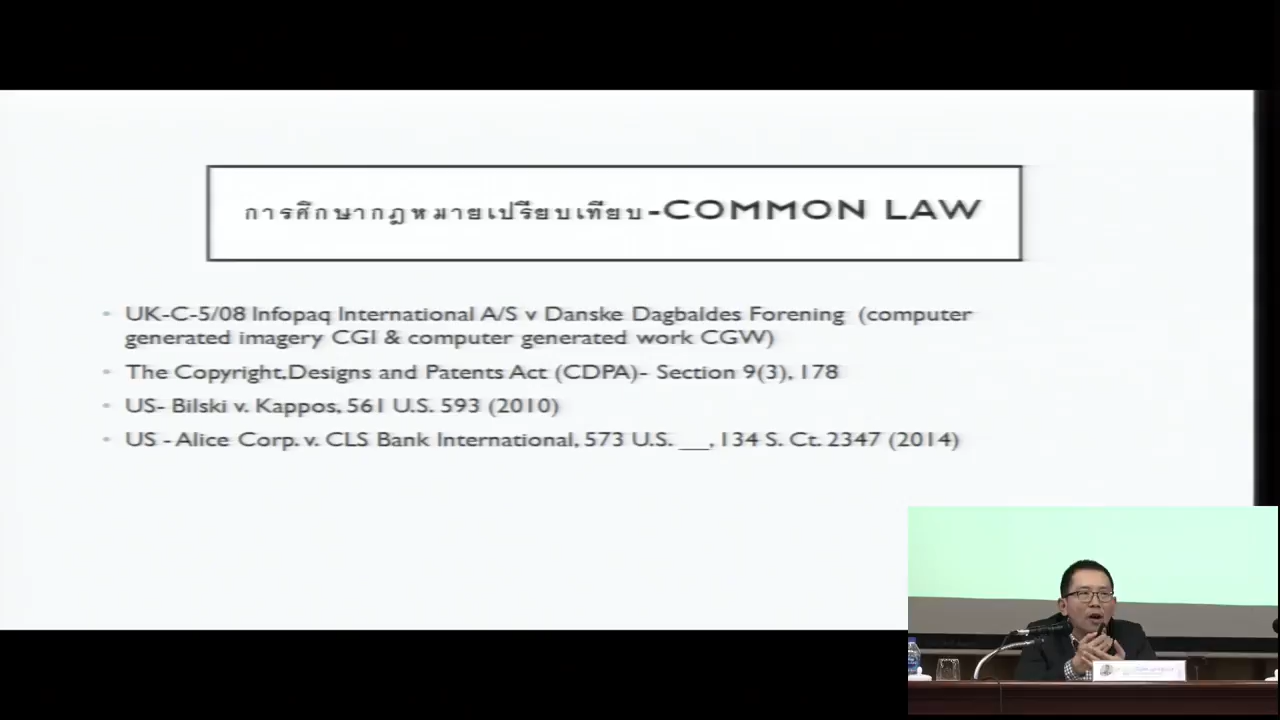 การศึกษากฎหมายเปรียบเทียบ-COMMON LAW
• UK-C-5/08 Infopaq International A/S v Danske Dagbaldes Forening (computer
generated imagery CGI & computer generated work CGW)
• The Copyright,Designs and Patents Act (CDPA)- Section 9(3), 178
• US- Bilski v. Kappos, 561 U.S. 593 (2010)
• US - Alice Corp. v. CLS Bank International, 573 U.S. ___, 134 S. Ct. 2347 (2014)